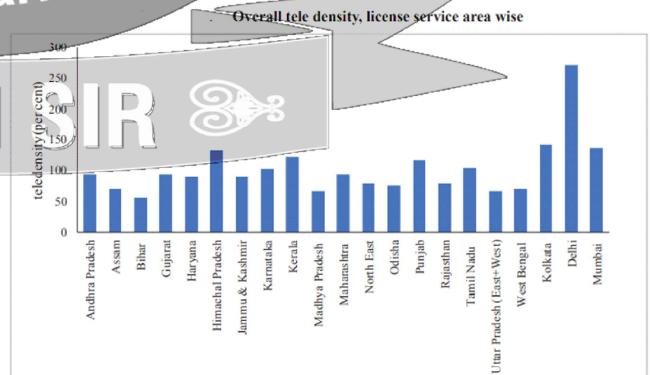 Overall tele density, license service area wise
teledensity (per cent)
300
250
200
150
100
50
0
SIR
Andhra Pradesh
Assam
Bihar
Gujarat
Haryana
Himachal Pradesh
Jammu & Kashmir
Karnataka
Kerala
Madhya Pradesh
Maharashtra
North East
Odisha
Punjab
Rajasthan
Tamil Nadu
Uttar Pradesh (East+West)
West Bengal
Kolkata
Delhi
Mumbai